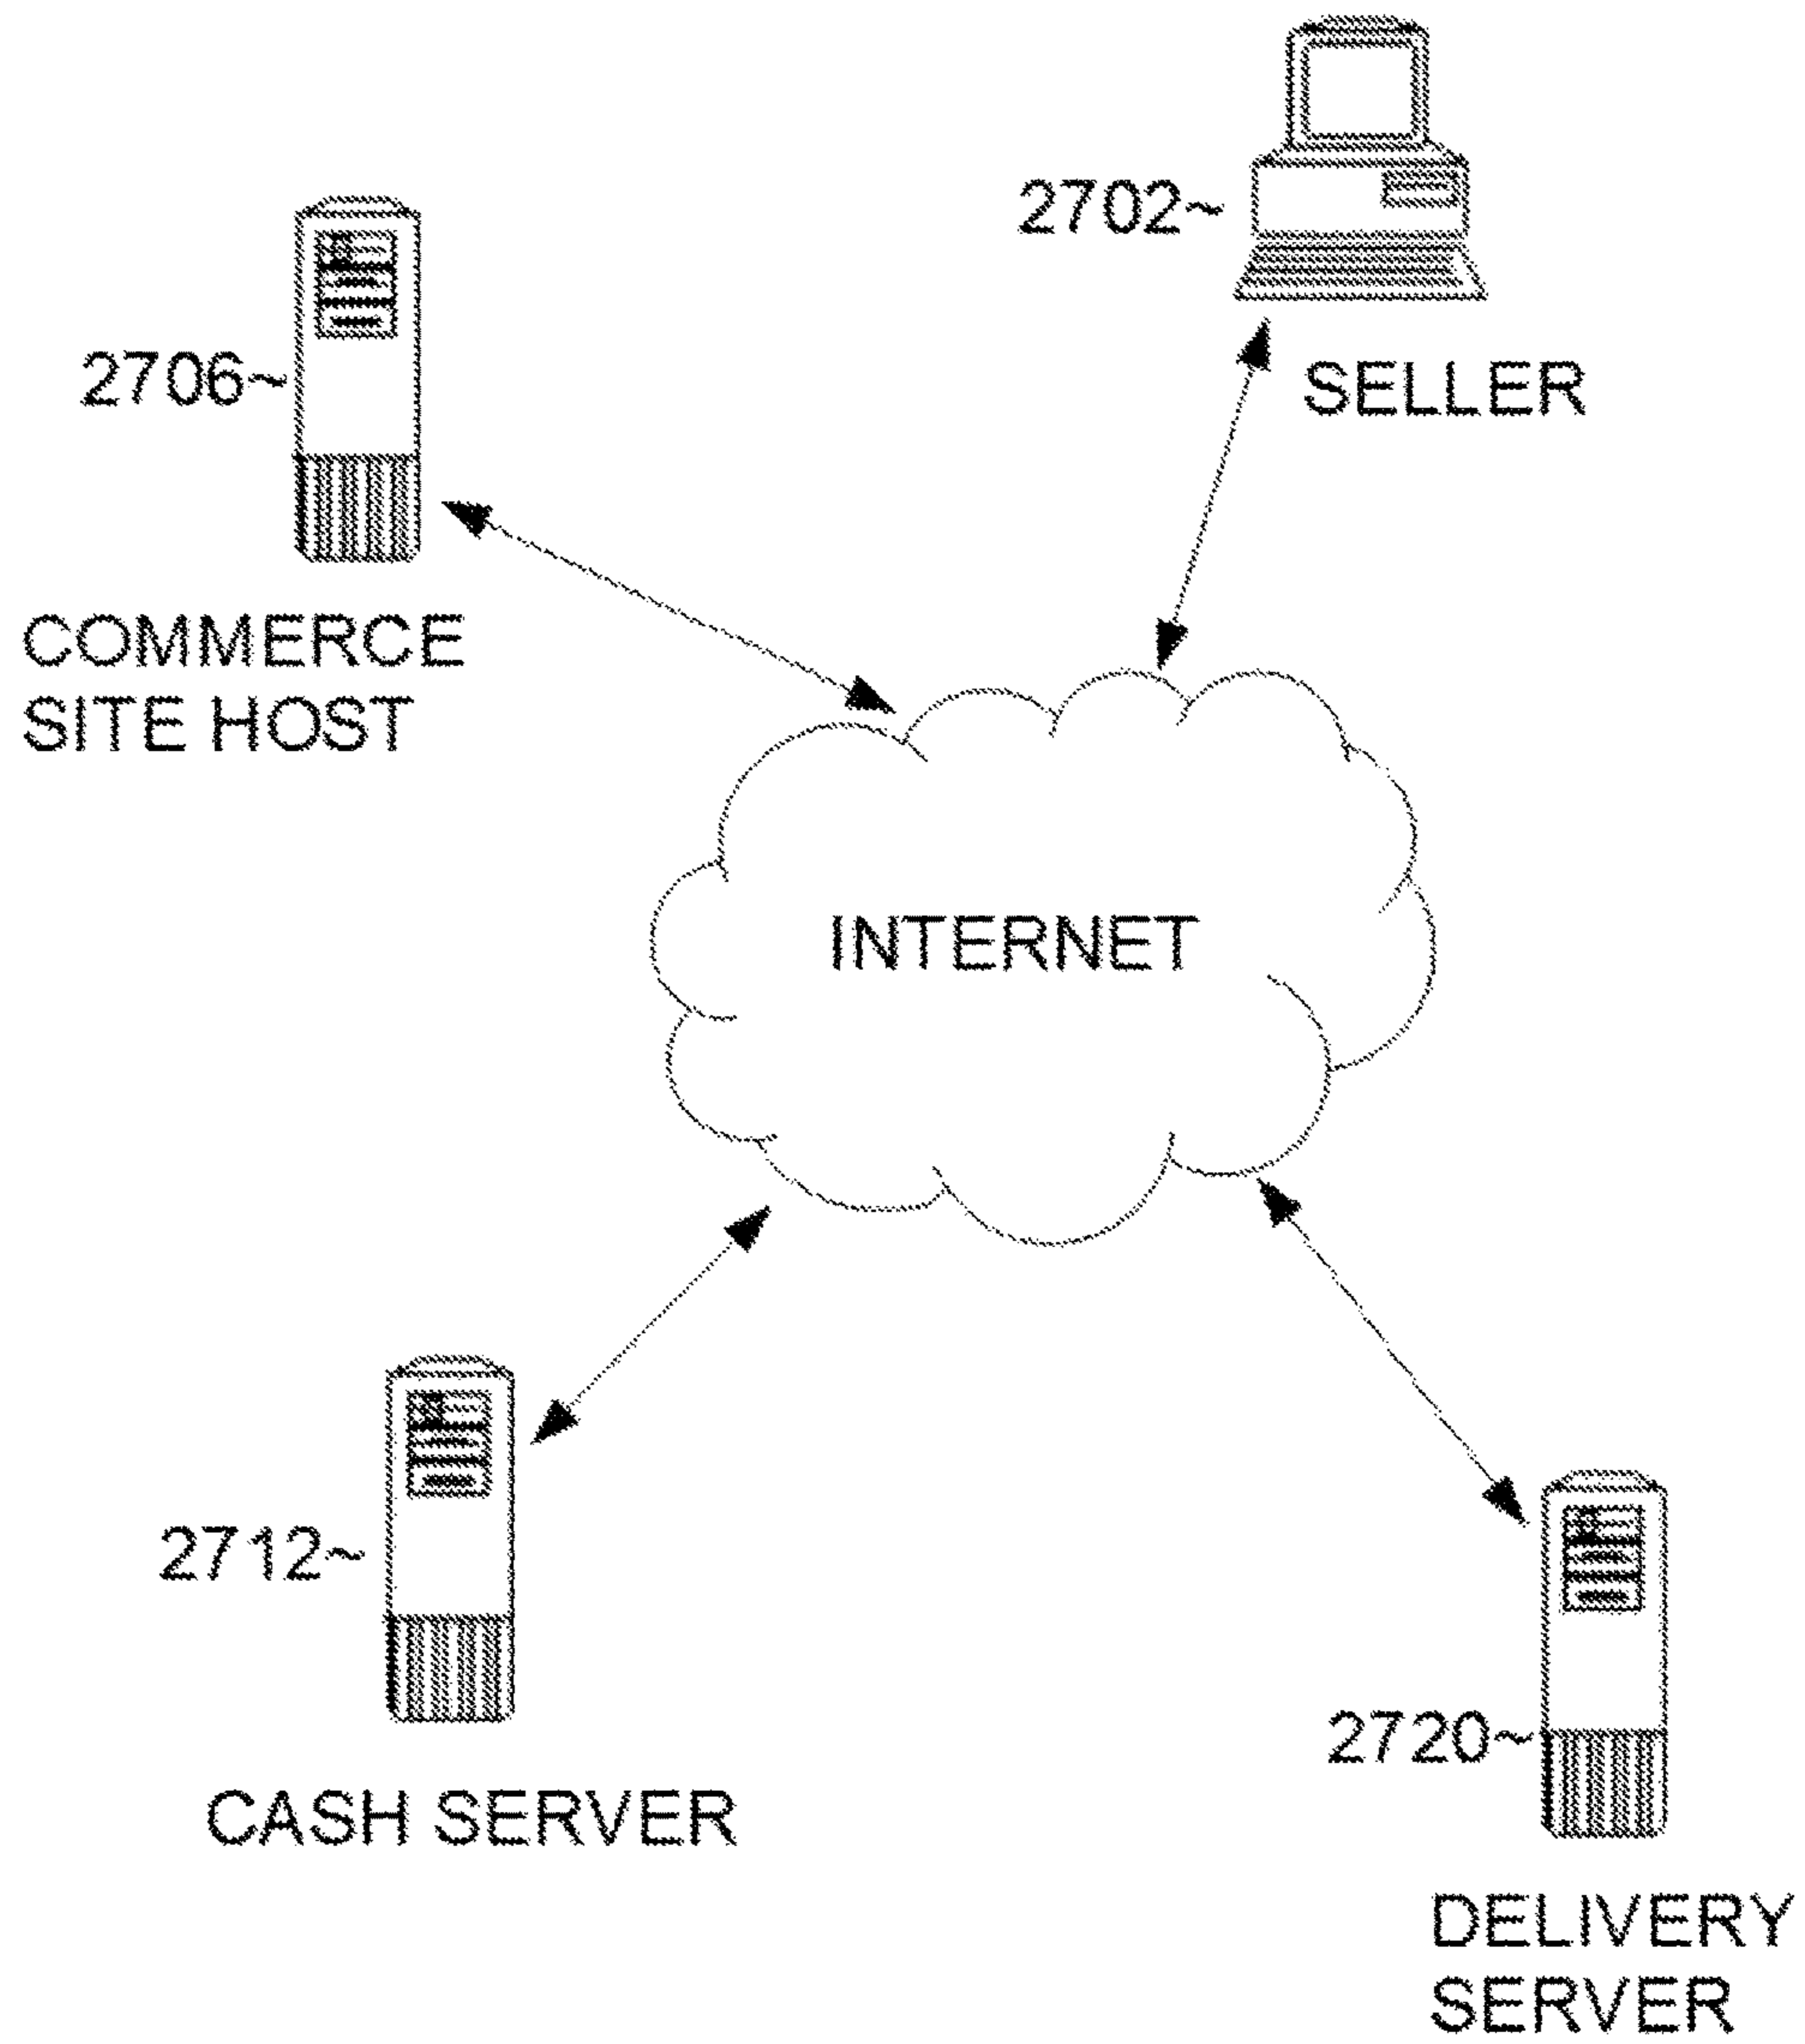 2702~
SELLER
2706~
COMMERCE
SITE HOST
INTERNET
2712~
CASH SERVER
2720~
DELIVERY
SERVER